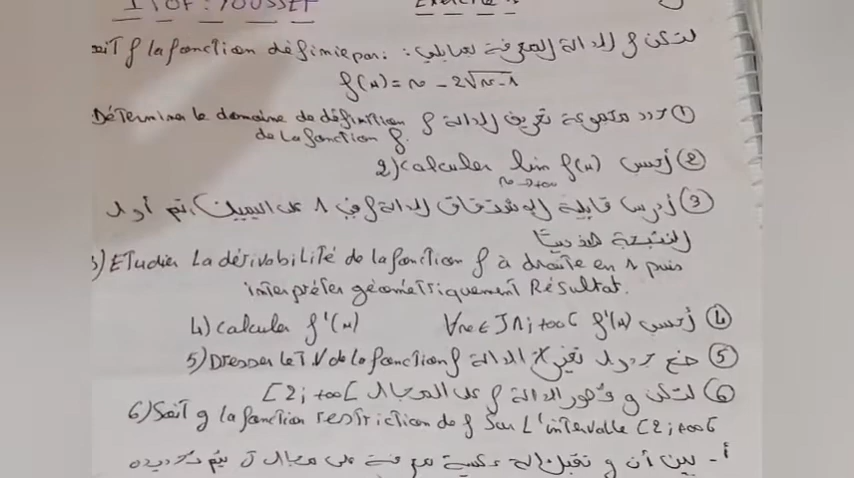 PROF: YOUSSEF Exercice
soit f la fonction définie par: لتكن f الدالة المعرفة بمايلي:
f(x) = x - 2√x-1
Déterminer le domaine de définition ① حدد مجموعة تعريف الدالة f
de la fonction f.
2) calculer lim f(x) ② أحسب
x→+∞
③ أدرس قابلية اشتقاق الدالة f في 1 على اليمين، ثم أول
النتيجة هندسيا
3) Etudier la dérivabilité de la fonction f à droite en 1 puis
interpréter géométriquement Résultat.
4) calculer f'(x) ∀x∈]1;+∞[ f'(x) أحسب ④
5) Dresser le T.V de la fonction f ⑤ ضع جدول تغيرات الدالة f
⑥ لتكن g قصور الدالة f على المجال [2;+∞[
6) Soit g la fonction restriction de f sur L'intervalle [2;+∞[
أ- بين أن g تقبل دالة عكسية معرفة على مجال J يتم تحديده